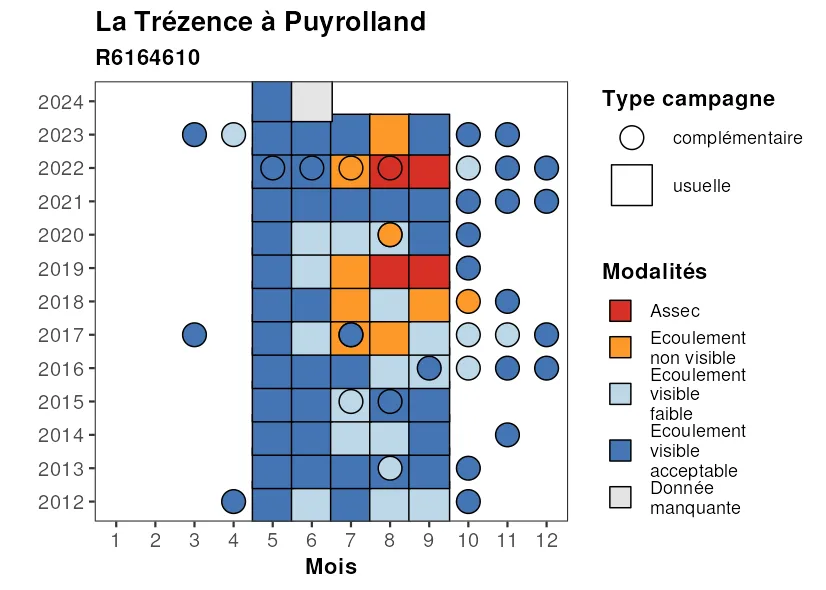 La Trézence à Puyrolland
R6164610
2024
2023
2022
2021
2020
2019
2018
2017
2016
2015
2014
2013
2012
1 2 3 4 5 6 7 8 9 10 11 12
Mois
Type campagne
complémentaire
usuelle
Modalités
Assec
Ecoulement
non visible
Ecoulement
visible
faible
Ecoulement
visible
acceptable
Donnée
manquante